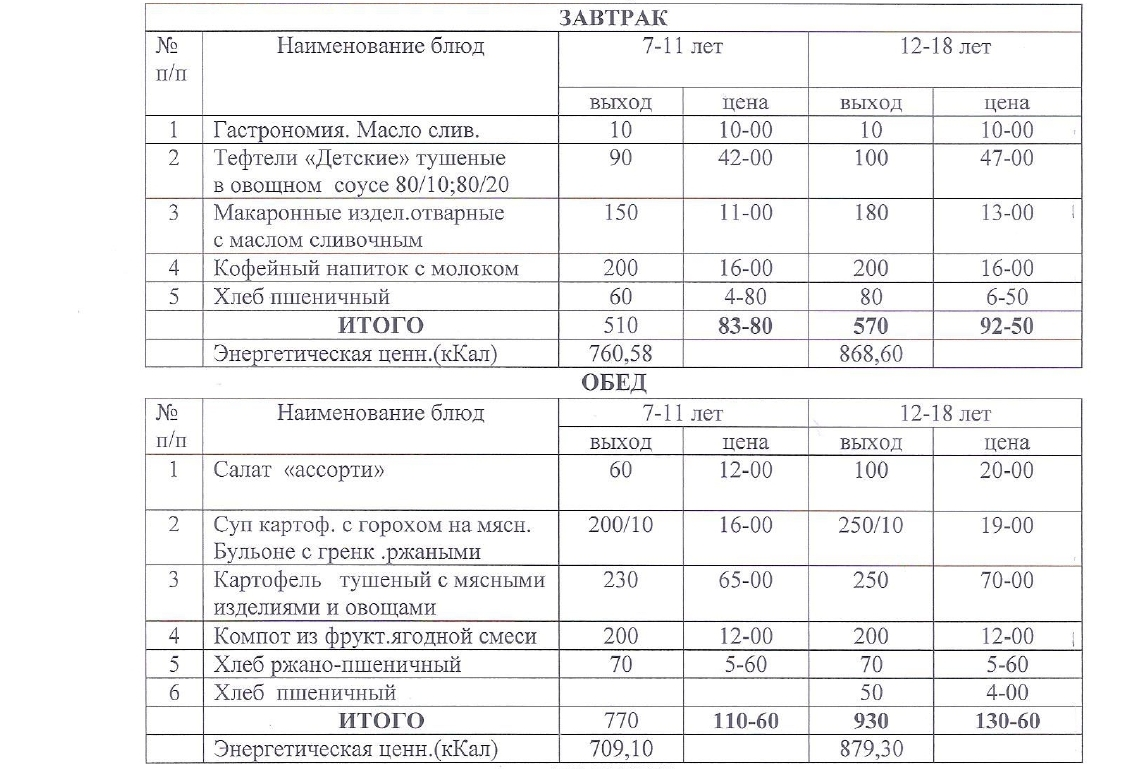 ЗАВТРАК
№ Наименование блюд 7-11 лет 12-18 лет
п/п
выход цена выход цена
1 Гастрономия. Масло слив. 10 10-00 10 10-00
2 Тефтели «Детские» тушеные 90 42-00 100 47-00
в овощном соусе 80/10;80/20
3 Макаронные издел.отварные 150 11-00 180 13-00
с маслом сливочным
4 Кофейный напиток с молоком 200 16-00 200 16-00
5 Хлеб пшеничный 60 4-80 80 6-50
ИТОГО 510 83-80 570 92-50
Энергетическая ценн.(кКал) 760,58 868,60
ОБЕД
№ Наименование блюд 7-11 лет 12-18 лет
п/п выход цена выход цена
1 Салат «ассорти» 60 12-00 100 20-00
2 Суп картоф. с горохом на мясн. 200/10 16-00 250/10 19-00
Бульоне с гренк .ржаными
3 Картофель тушеный с мясными 230 65-00 250 70-00
изделиями и овощами
4 Компот из фрукт.ягодной смеси 200 12-00 200 12-00
5 Хлеб ржано-пшеничный 70 5-60 70 5-60
6 Хлеб пшеничный 50 4-00
ИТОГО 770 110-60 930 130-60
Энергетическая ценн.(кКал) 709,10 879,30